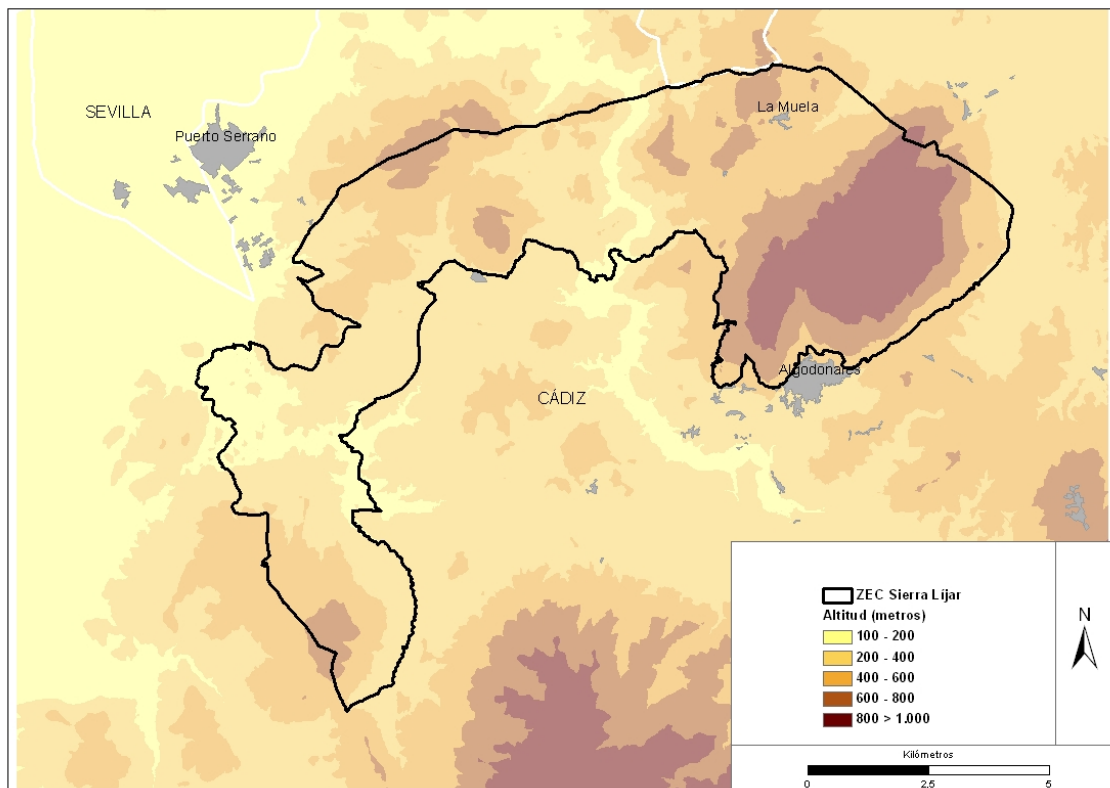 SEVILLA
Puerto Serrano
La Muela
CÁDIZ
Algodonales
ZEC Sierra Líjar
Altitud (metros)
100 - 200
200 - 400
400 - 600
600 - 800
800 > 1.000
N
Kilómetros
0 2,5 5